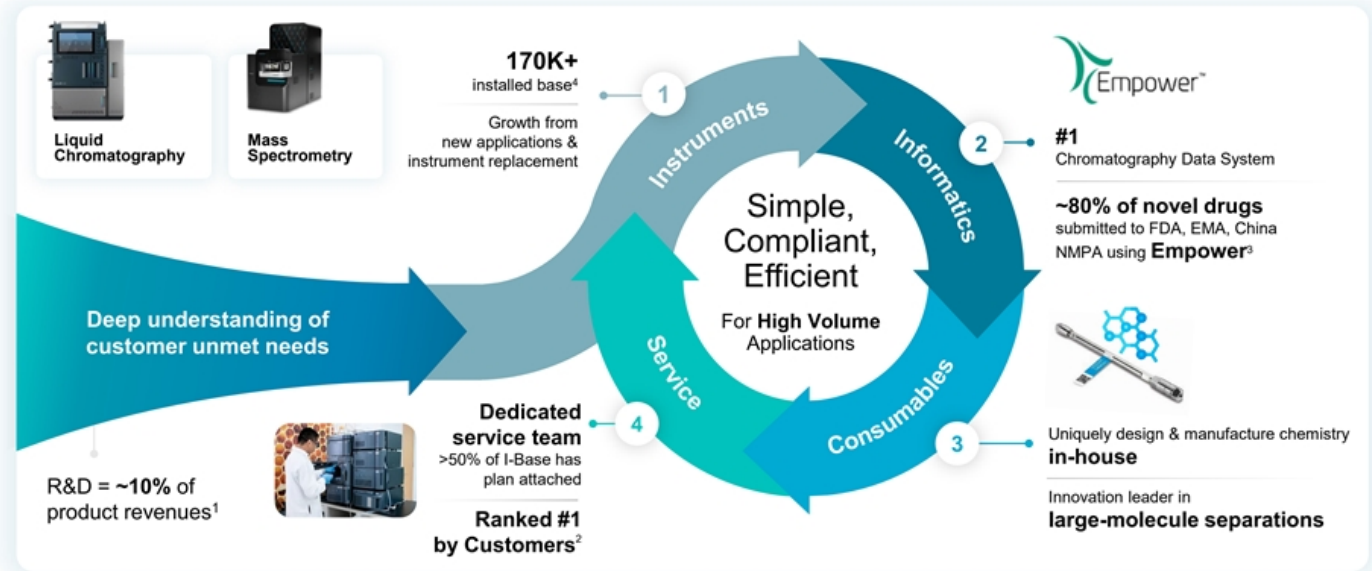 Liquid
Chromatography
Mass
Spectrometry
170K+
installed base⁴
Growth from
new applications &
instrument replacement
1
Instruments
Informatics
2
Empower™
#1
Chromatography Data System
~80% of novel drugs
submitted to FDA, EMA, China
NMPA using Empower³
Simple,
Compliant,
Efficient
For High Volume
Applications
Deep understanding of
customer unmet needs
R&D = ~10% of
product revenues¹
Service
4
Dedicated
service team
>50% of I-Base has
plan attached
Ranked #1
by Customers²
Consumables
3
Uniquely design & manufacture chemistry
in-house
Innovation leader in
large-molecule separations